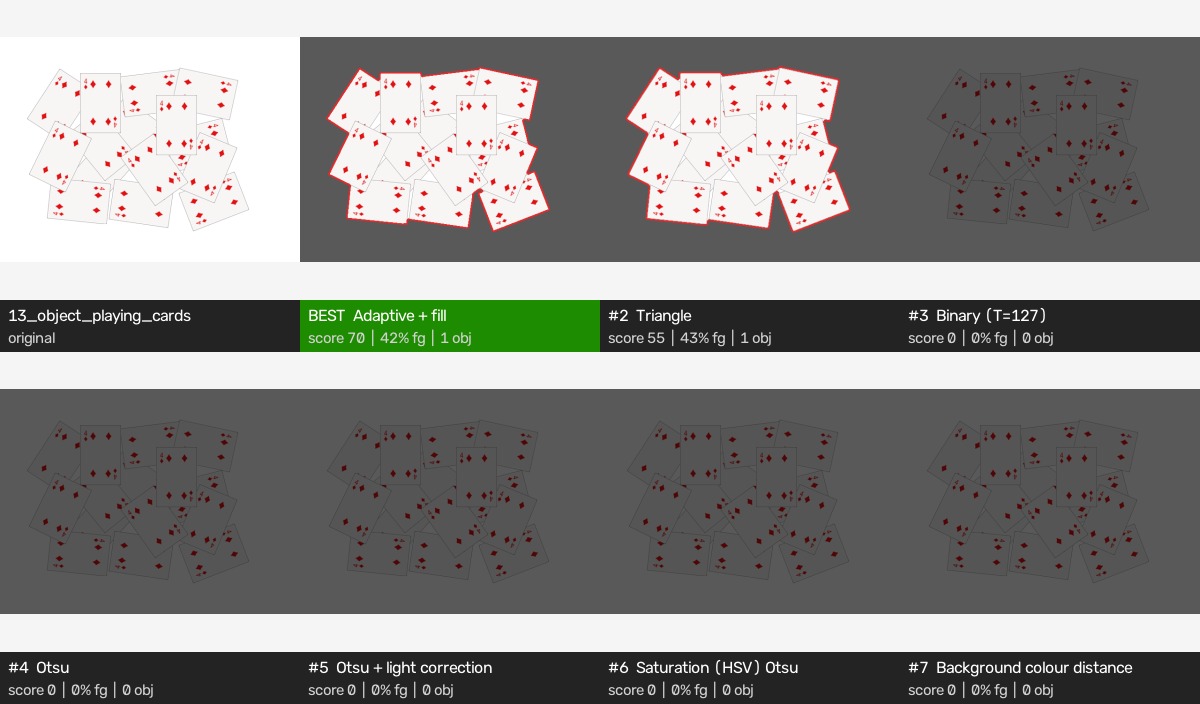 13_object_playing_cards
original
BEST Adaptive + fill
score 70 | 42% fg | 1 obj
#2 Triangle
score 55 | 43% fg | 1 obj
#3 Binary (T=127)
score 0 | 0% fg | 0 obj
#4 Otsu
score 0 | 0% fg | 0 obj
#5 Otsu + light correction
score 0 | 0% fg | 0 obj
#6 Saturation (HSV) Otsu
score 0 | 0% fg | 0 obj
#7 Background colour distance
score 0 | 0% fg | 0 obj